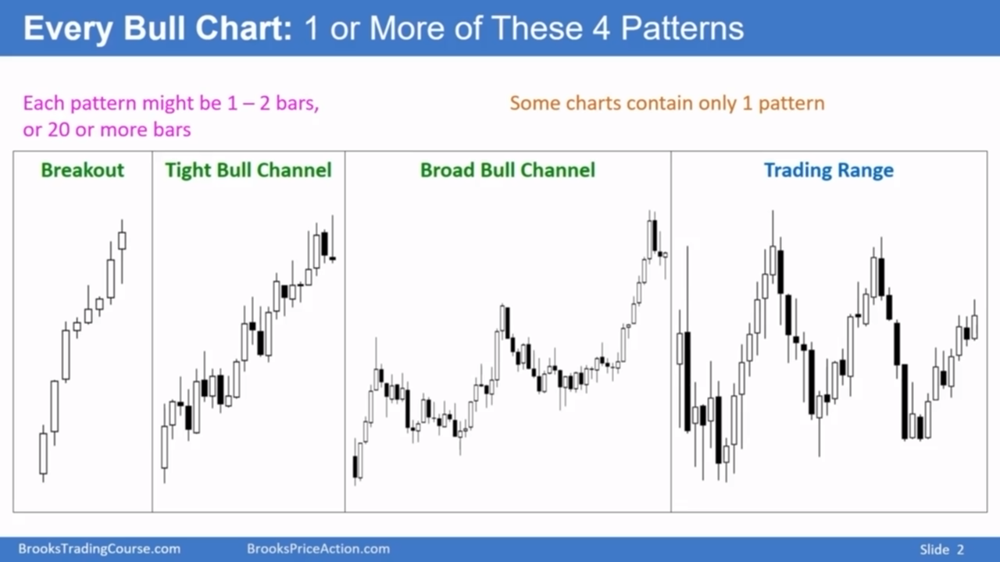 Every Bull Chart: 1 or More of These 4 Patterns
Each pattern might be 1 – 2 bars,
or 20 or more bars
Some charts contain only 1 pattern
Breakout
Tight Bull Channel
Broad Bull Channel
Trading Range
BrooksTradingCourse.com
BrooksPriceAction.com
Slide 2